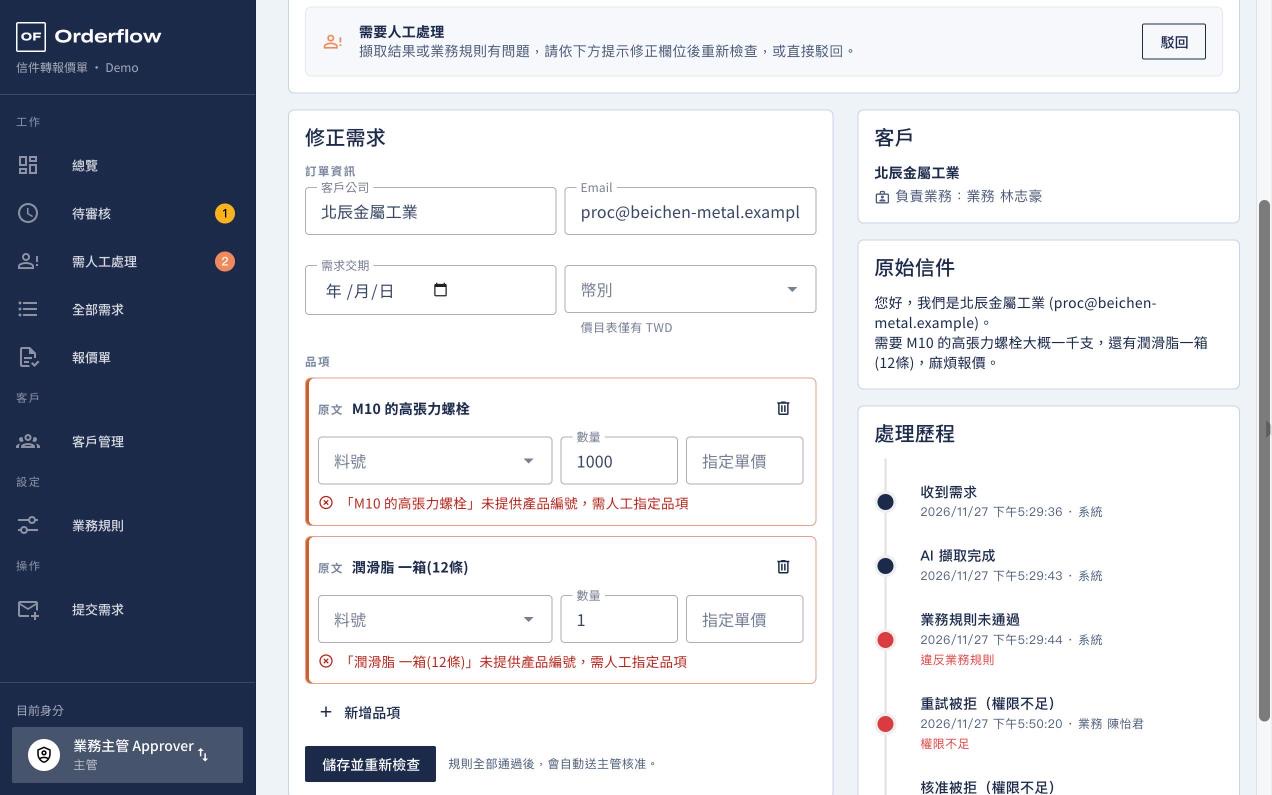 OF Orderflow
信件轉報價單 · Demo
工作
總覽
待審核 1
需人工處理 2
全部需求
報價單
客戶
客戶管理
設定
業務規則
操作
提交需求
目前身分
業務主管 Approver
主管
需要人工處理
擷取結果或業務規則有問題，請依下方提示修正欄位後重新檢查，或直接駁回。
駁回
修正需求
訂單資訊
客戶公司
北辰金屬工業
Email
proc@beichen-metal.exampl
需求交期
年 /月/日
幣別
價目表僅有 TWD
品項
原文 M10 的高張力螺栓
料號
數量
1000
指定單價
「M10 的高張力螺栓」未提供產品編號，需人工指定品項
原文 潤滑脂 一箱(12條)
料號
數量
1
指定單價
「潤滑脂 一箱(12條)」未提供產品編號，需人工指定品項
新增品項
儲存並重新檢查
規則全部通過後，會自動送主管核准。
客戶
北辰金屬工業
負責業務：業務 林志豪
原始信件
您好，我們是北辰金屬工業 (proc@beichen-
metal.example)。
需要 M10 的高張力螺栓大概一千支，還有潤滑脂一箱
(12條)，麻煩報價。
處理歷程
收到需求
2026/11/27 下午5:29:36 · 系統
AI 擷取完成
2026/11/27 下午5:29:43 · 系統
業務規則未通過
2026/11/27 下午5:29:44 · 系統
違反業務規則
重試被拒（權限不足）
2026/11/27 下午5:50:20 · 業務 陳怡君
權限不足
核准被拒（權限不足）